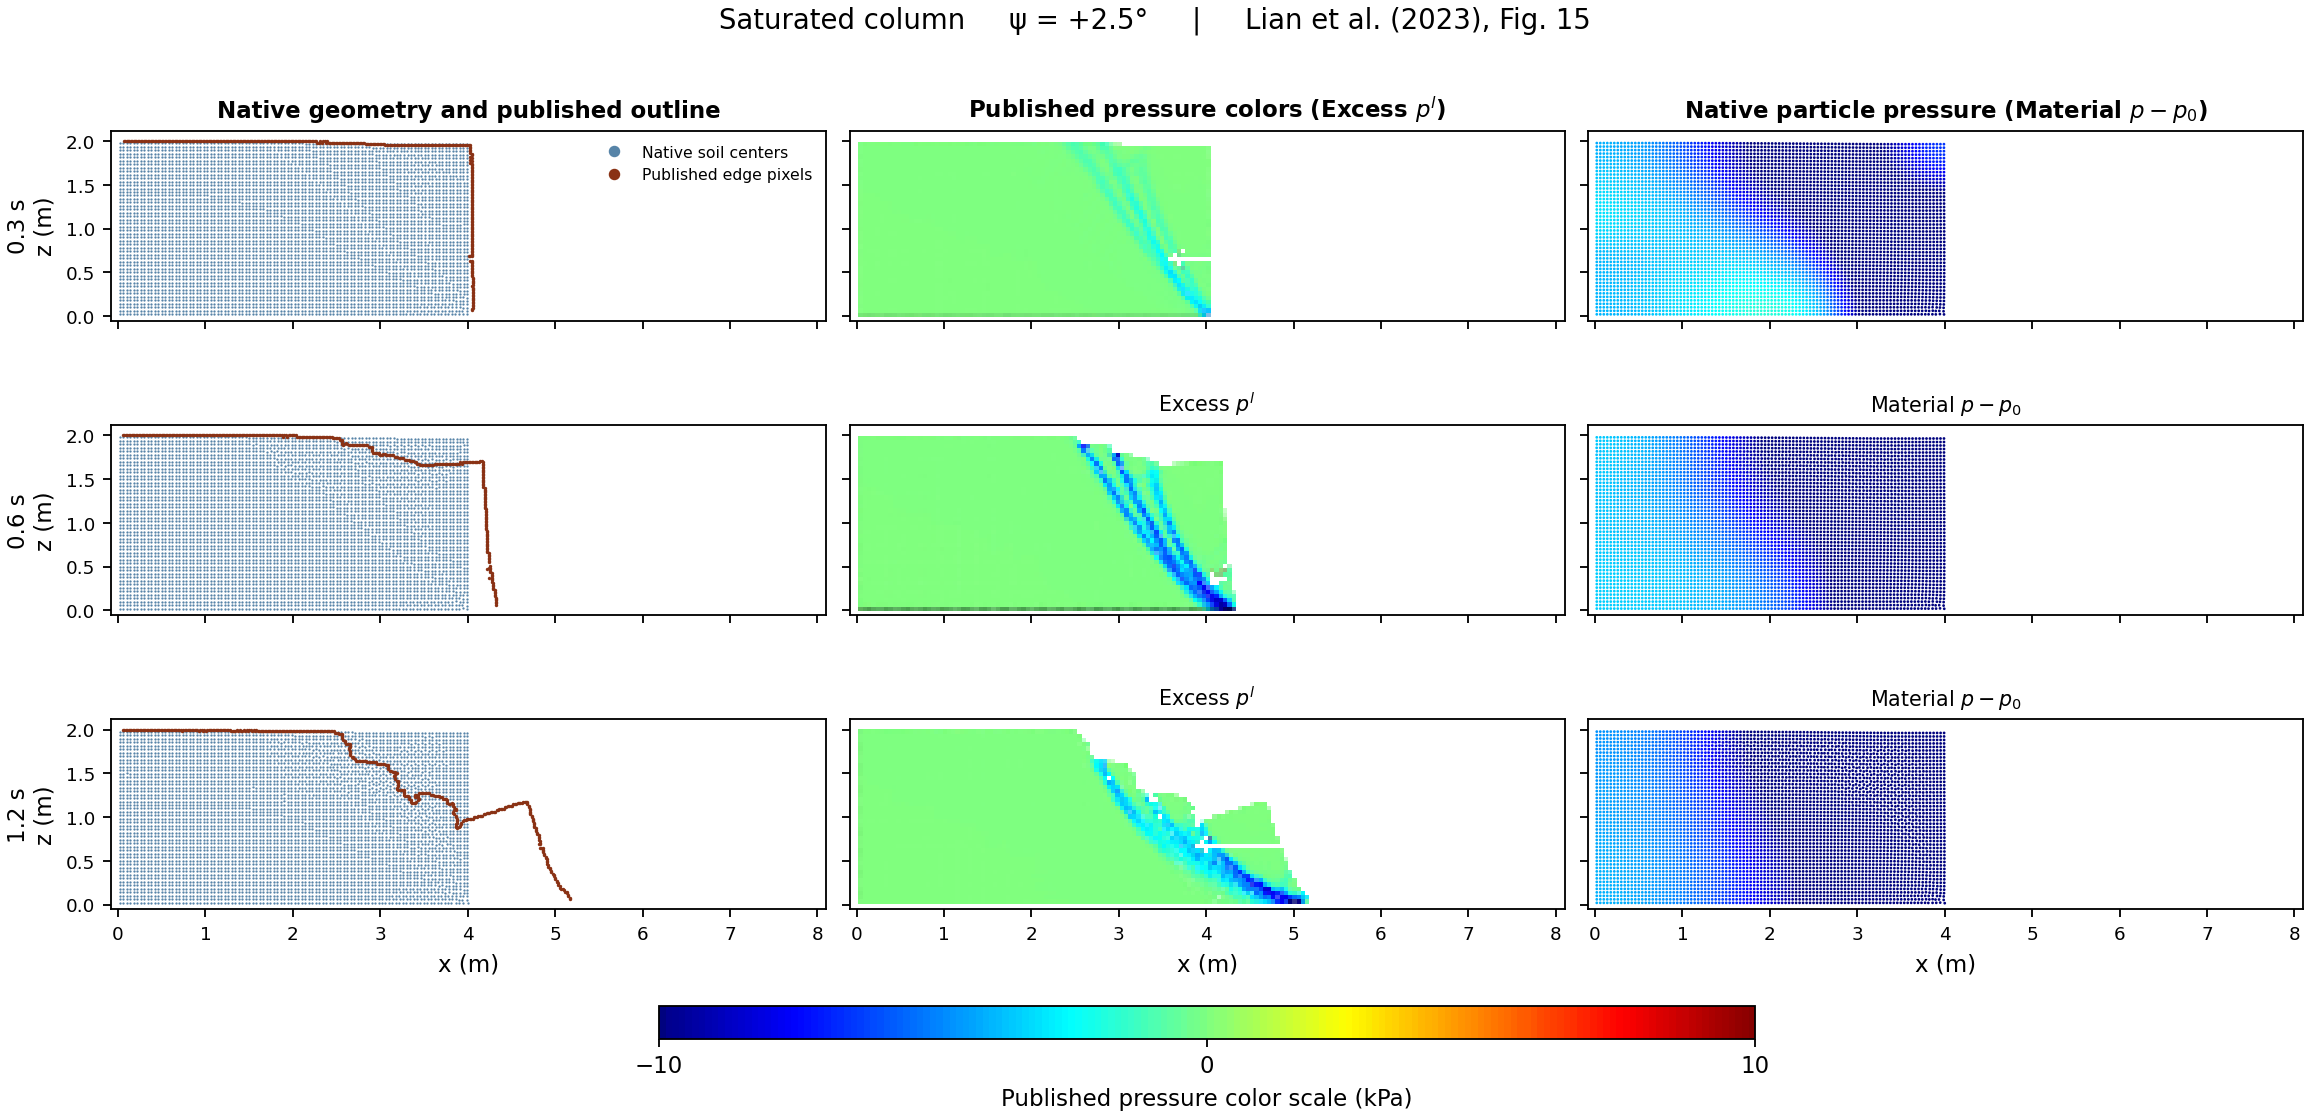 Saturated column ψ = +2.5° | Lian et al. (2023), Fig. 15
Native geometry and published outline
Published pressure colors (Excess pˡ)
Native particle pressure (Material p − p₀)
0.3 s
z (m)
2.0
1.5
1.0
0.5
0.0
Native soil centers
Published edge pixels
Excess pˡ
Material p − p₀
0.6 s
z (m)
2.0
1.5
1.0
0.5
0.0
Excess pˡ
Material p − p₀
1.2 s
z (m)
2.0
1.5
1.0
0.5
0.0
0 1 2 3 4 5 6 7 8
0 1 2 3 4 5 6 7 8
0 1 2 3 4 5 6 7 8
x (m)
x (m)
x (m)
−10 0 10
Published pressure color scale (kPa)